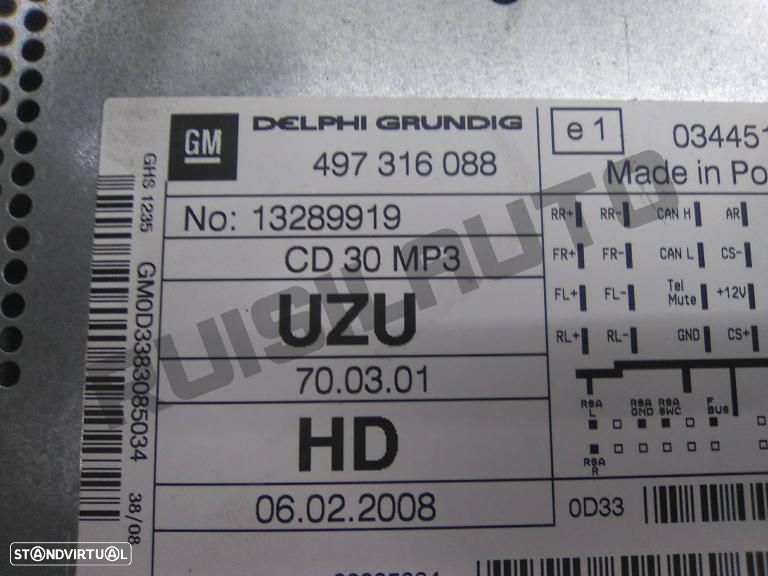 GM
DELPHI GRUNDIG
497 316 088
e 1
034451
Made in Po
No: 13289919
CD 30 MP3
UZU
70.03.01
HD
06.02.2008
RR+ RR- CAN H AR
FR+ FR- CAN L CS-
FL+ FL- Tel Mute +12V
RL+ RL- GND CS+
RSA L
RSA GND
RSA SWC
F BUS
RSA R
0D33
GHS 1235
GM0D3383085034
38/08
RUISILAUTO
STANDVIRTUAL